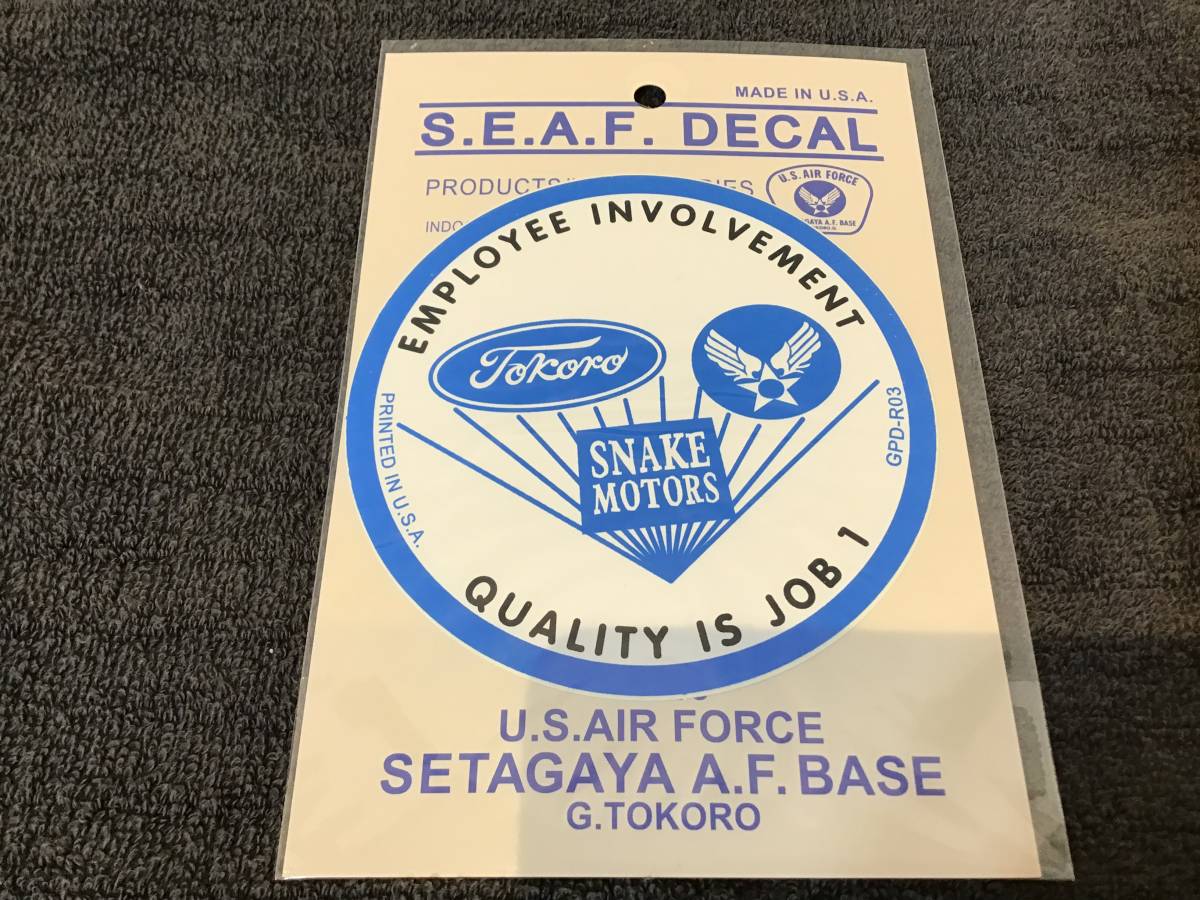 MADE IN U.S.A.
S.E.A.F. DECAL
PRODUCTS
U.S. AIR FORCE
A.F. BASE
EMPLOYEE INVOLVEMENT
Tokoro
SNAKE
MOTORS
PRINTED IN U.S.A.
GPD-R03
QUALITY IS JOB 1
U.S.AIR FORCE
SETAGAYA A.F. BASE
G.TOKORO